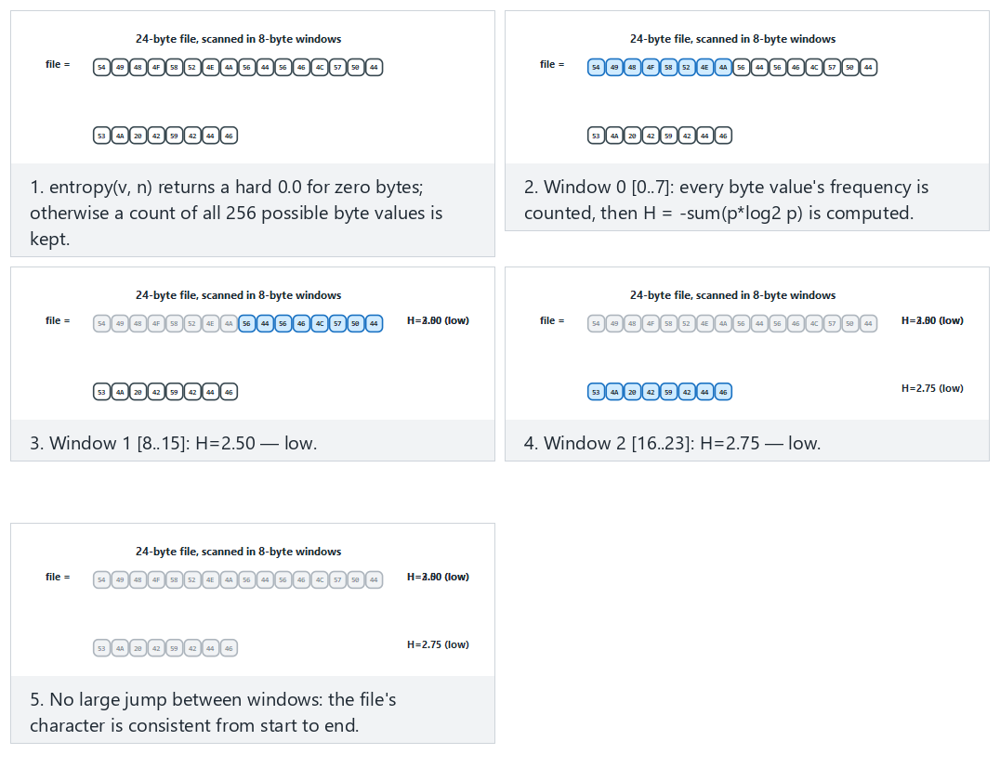 24-byte file, scanned in 8-byte windows
file =
54 49 48 4F 58 52 4E 4A 56 44 56 46 4C 57 50 44
53 4A 20 42 59 42 44 46
1. entropy(v, n) returns a hard 0.0 for zero bytes;
otherwise a count of all 256 possible byte values is
kept.
24-byte file, scanned in 8-byte windows
file =
54 49 48 4F 58 52 4E 4A 56 44 56 46 4C 57 50 44
53 4A 20 42 59 42 44 46
2. Window 0 [0..7]: every byte value's frequency is
counted, then H = -sum(p*log2 p) is computed.
24-byte file, scanned in 8-byte windows
file =
54 49 48 4F 58 52 4E 4A 56 44 56 46 4C 57 50 44
(low)
53 4A 20 42 59 42 44 46
3. Window 1 [8..15]: H=2.50 — low.
24-byte file, scanned in 8-byte windows
file =
54 49 48 4F 58 52 4E 4A 56 44 56 46 4C 57 50 44
(low)
53 4A 20 42 59 42 44 46
H=2.75 (low)
4. Window 2 [16..23]: H=2.75 — low.
24-byte file, scanned in 8-byte windows
file =
54 49 48 4F 58 52 4E 4A 56 44 56 46 4C 57 50 44
(low)
53 4A 20 42 59 42 44 46
H=2.75 (low)
5. No large jump between windows: the file's
character is consistent from start to end.